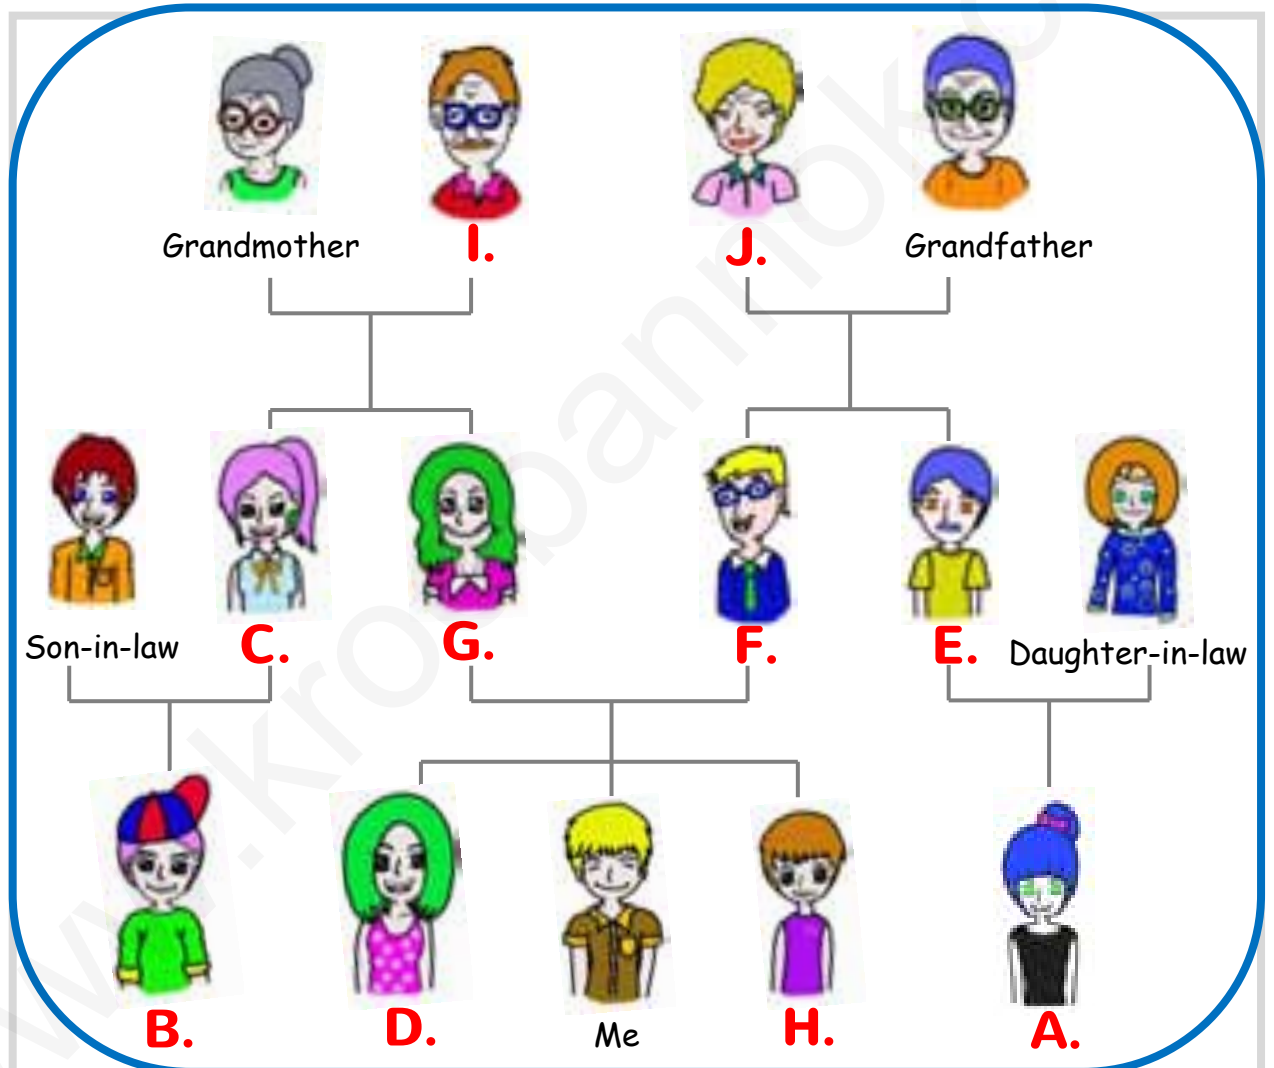 Grandmother
I.
J.
Grandfather
Son-in-law
C.
G.
F.
E.
Daughter-in-law
B.
D.
Me
H.
A.